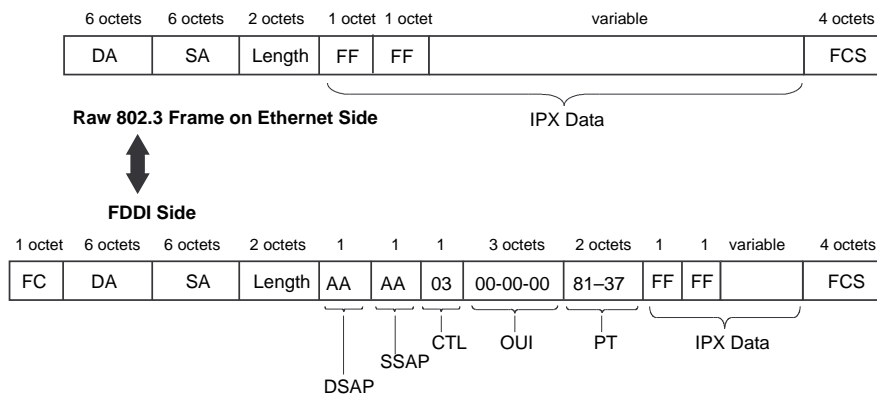 6 octets 6 octets 2 octets 1 octet 1 octet variable 4 octets
DA SA Length FF FF FCS
Raw 802.3 Frame on Ethernet Side IPX Data
FDDI Side
1 octet 6 octets 6 octets 2 octets 1 1 1 3 octets 2 octets 1 1 variable 4 octets
FC DA SA Length AA AA 03 00-00-00 81–37 FF FF FCS
CTL OUI PT IPX Data
SSAP
DSAP